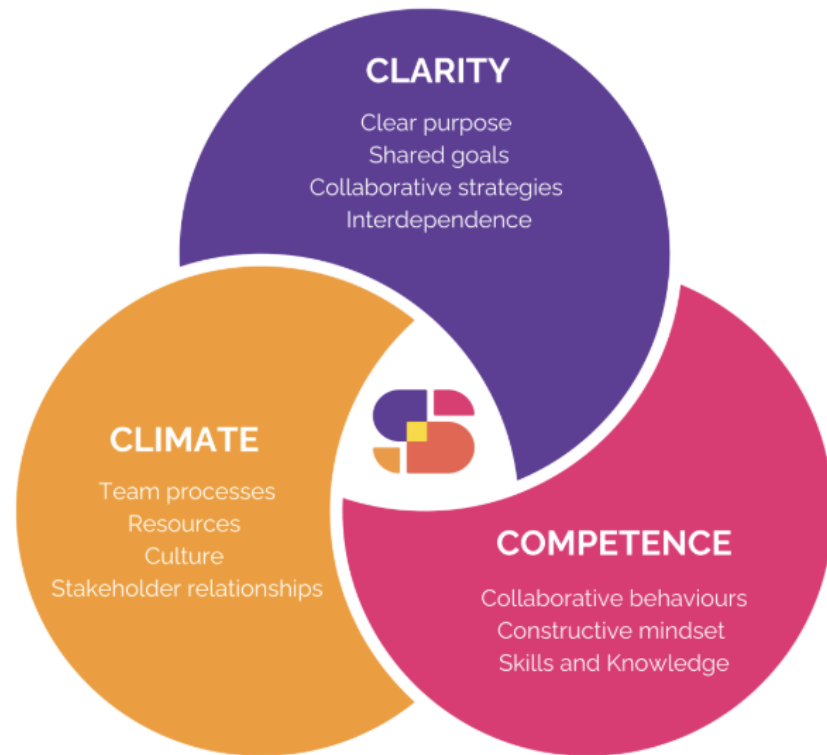 CLARITY
Clear purpose
Shared goals
Collaborative strategies
Interdependence
CLIMATE
Team processes
Resources
Culture
Stakeholder relationships
COMPETENCE
Collaborative behaviours
Constructive mindset
Skills and Knowledge